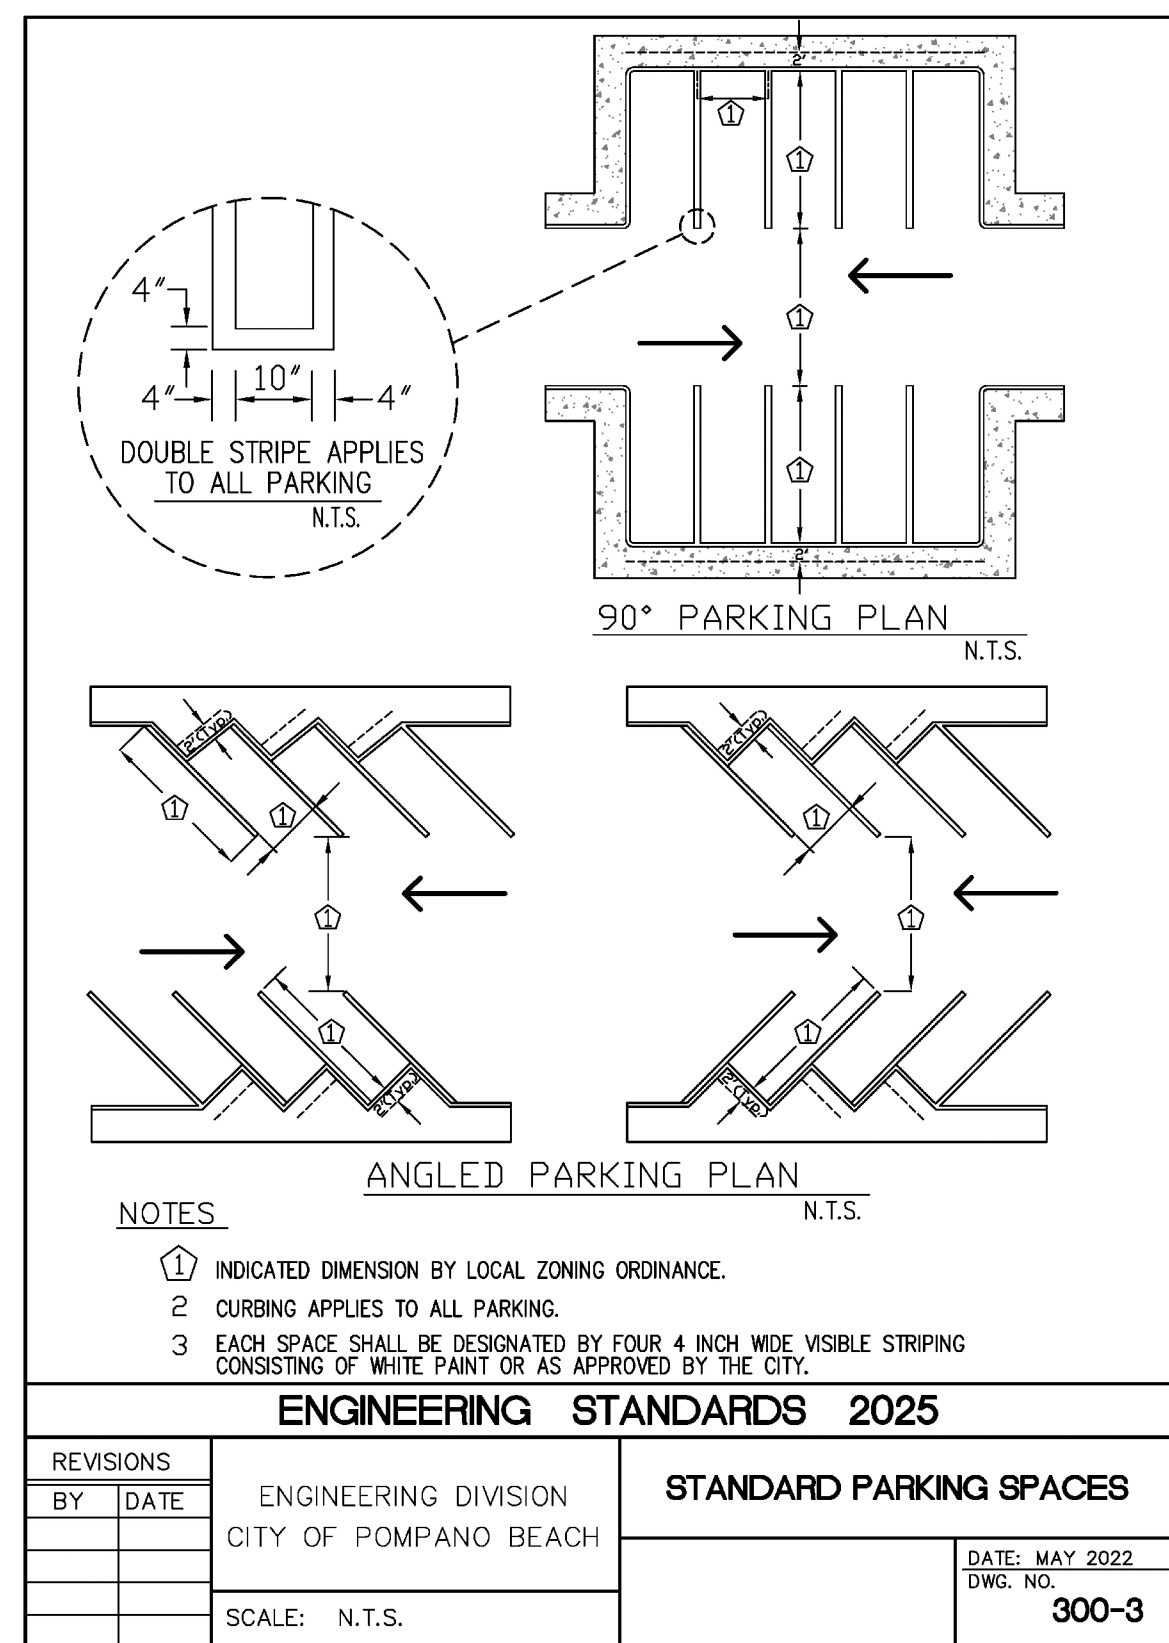 2'
1
1
1
1
2'
4"
4"
10"
4"
DOUBLE STRIPE APPLIES
TO ALL PARKING
N.T.S.
90° PARKING PLAN
N.T.S.
2'(Typ.)
1
1
1
1
2'(Typ.)
2'(Typ.)
1
1
1
2'(Typ.)
ANGLED PARKING PLAN
N.T.S.
NOTES
1 INDICATED DIMENSION BY LOCAL ZONING ORDINANCE.
2 CURBING APPLIES TO ALL PARKING.
3 EACH SPACE SHALL BE DESIGNATED BY FOUR 4 INCH WIDE VISIBLE STRIPING
CONSISTING OF WHITE PAINT OR AS APPROVED BY THE CITY.
ENGINEERING STANDARDS 2025
REVISIONS
BY DATE
ENGINEERING DIVISION
CITY OF POMPANO BEACH
SCALE: N.T.S.
STANDARD PARKING SPACES
DATE: MAY 2022
DWG. NO.
300-3